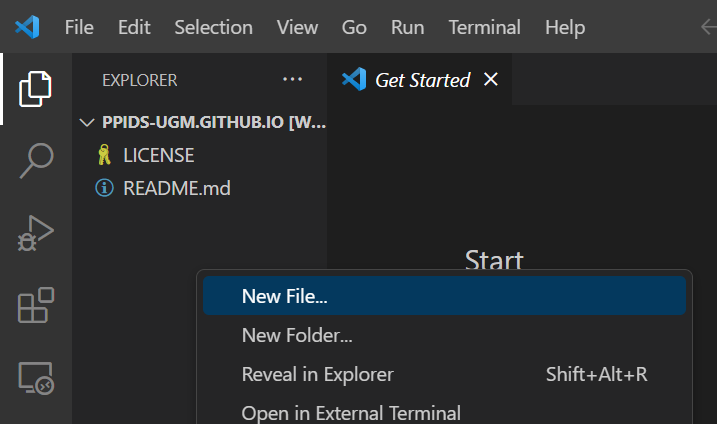 File Edit Selection View Go Run Terminal Help
EXPLORER ...
Get Started
PPIDS-UGM.GITHUB.IO [W...
LICENSE
README.md
Start
New File...
New Folder...
Reveal in Explorer Shift+Alt+R
Open in External Terminal